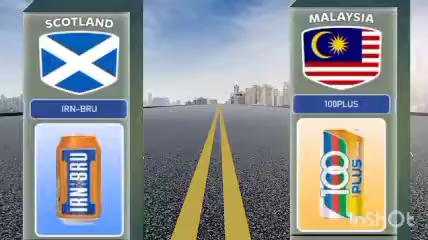 SCOTLAND
IRN-BRU
IRN-BRU
MALAYSIA
100PLUS
100
PLUS
InShOt